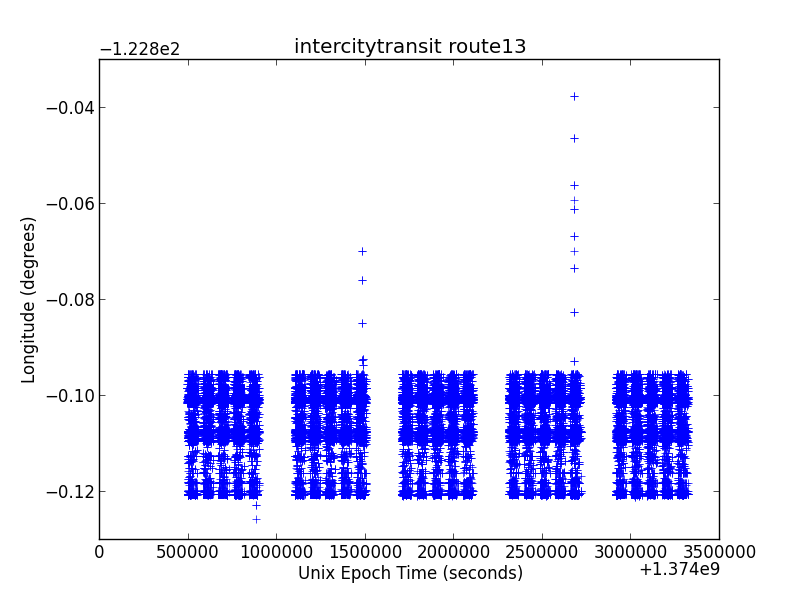 intercitytransit route13
−1.228e2
−0.04
−0.06
−0.08
−0.10
−0.12
Longitude (degrees)
0 500000 1000000 1500000 2000000 2500000 3000000 3500000
Unix Epoch Time (seconds)
+1.374e9